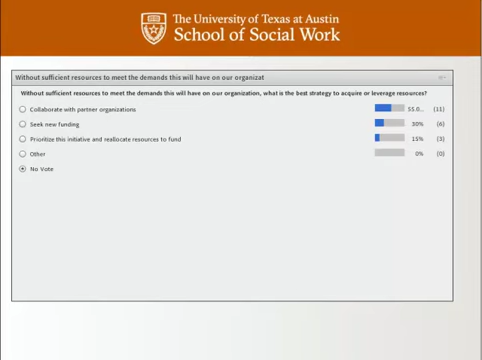 The University of Texas at Austin
School of Social Work
Without sufficient resources to meet the demands this will have on our organizat
Without sufficient resources to meet the demands this will have on our organization, what is the best strategy to acquire or leverage resources?
Collaborate with partner organizations 55.0... (11)
Seek new funding 30% (6)
Prioritize this initiative and reallocate resources to fund 15% (3)
Other 0% (0)
No Vote